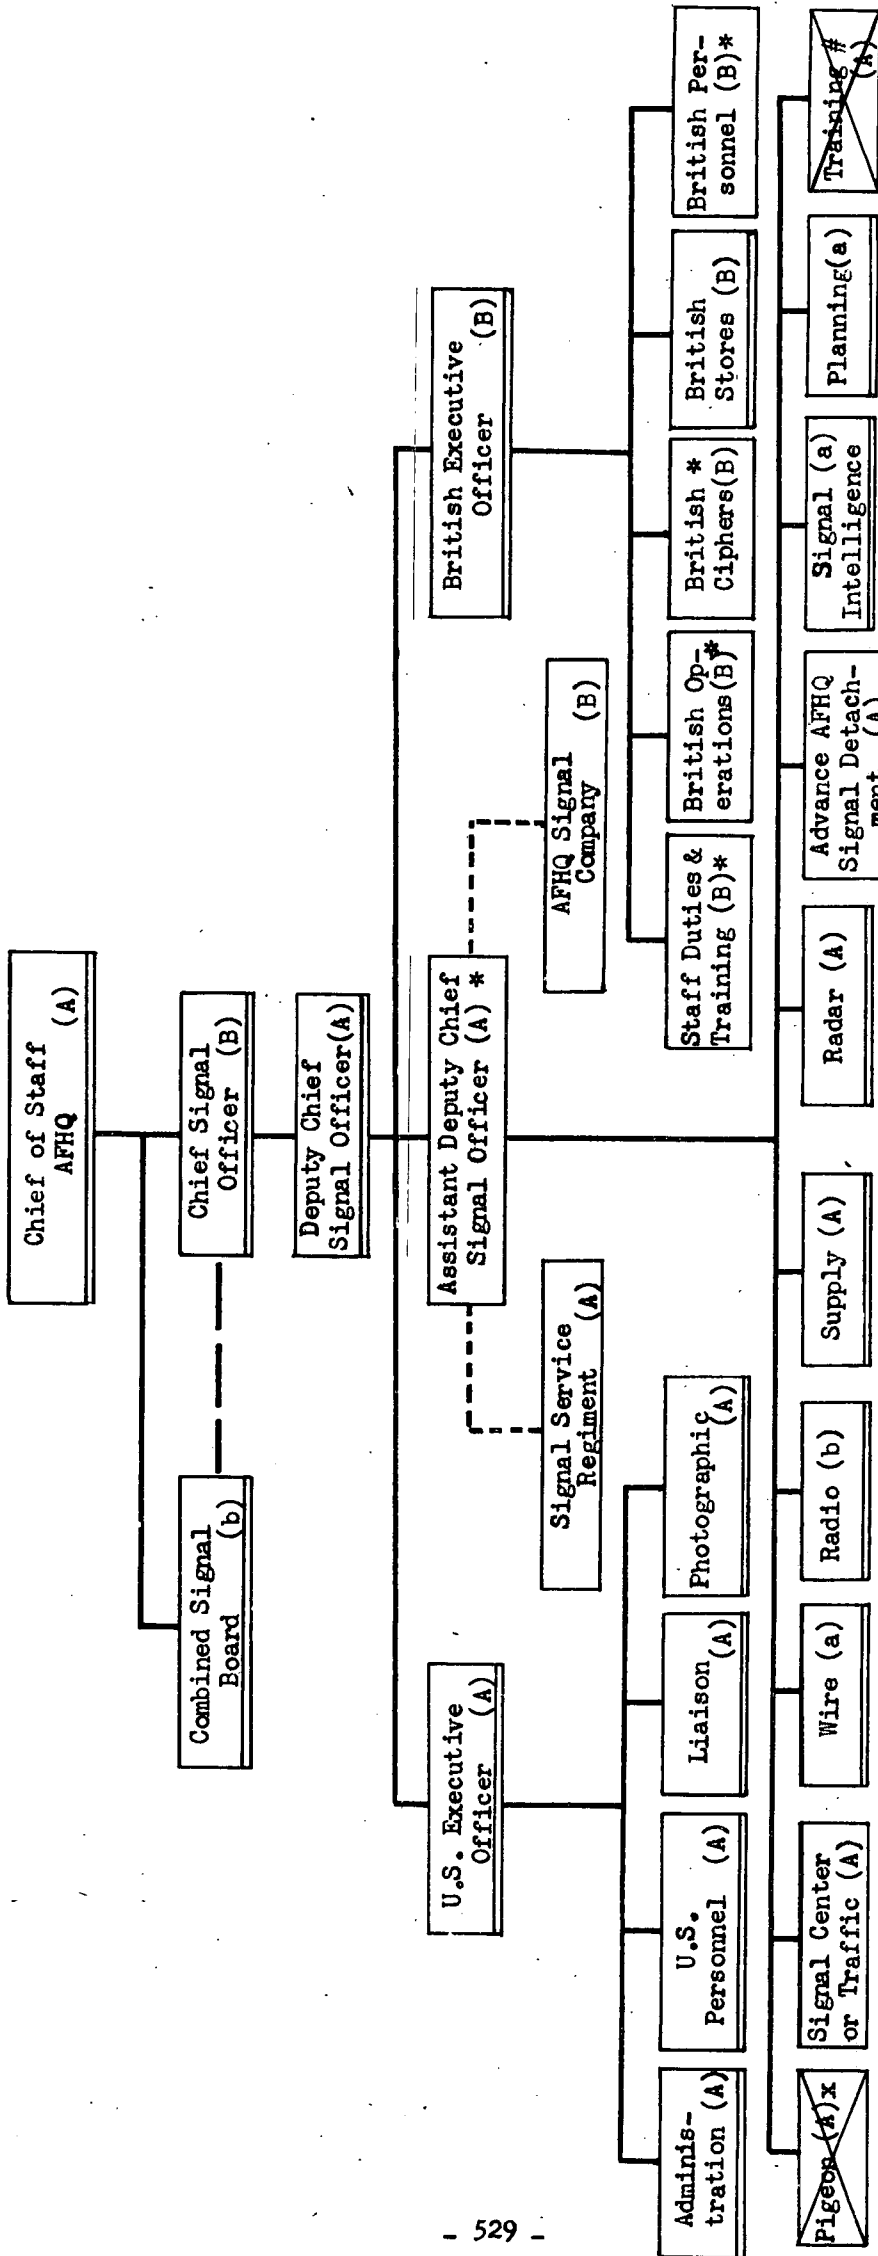 Chief of Staff
AFHQ (A)
Combined Signal
Board (b)
Chief Signal
Officer (B)
Deputy Chief
Signal Officer(A)
U.S. Executive
Officer (A)
Assistant Deputy Chief
Signal Officer (A) *
British Executive
Officer (B)
Signal Service
Regiment (A)
AFHQ Signal
Company (B)
Adminis-
tration (A)
U.S.
Personnel (A)
Liaison
(A)
Photographic
(A)
Staff Duties &
Training (B)*
British Op-
erations(B)*
British *
Ciphers(B)
British
Stores (B)
British Per-
sonnel (B)*
Pigeon (A)x
Signal Center
or Traffic (A)
Wire (a)
Radio (b)
Supply (A)
Radar (A)
Advance AFHQ
Signal Detach-
ment (A)
Signal (a)
Intelligence
Planning(a)
Training #
(A)
- 529 -